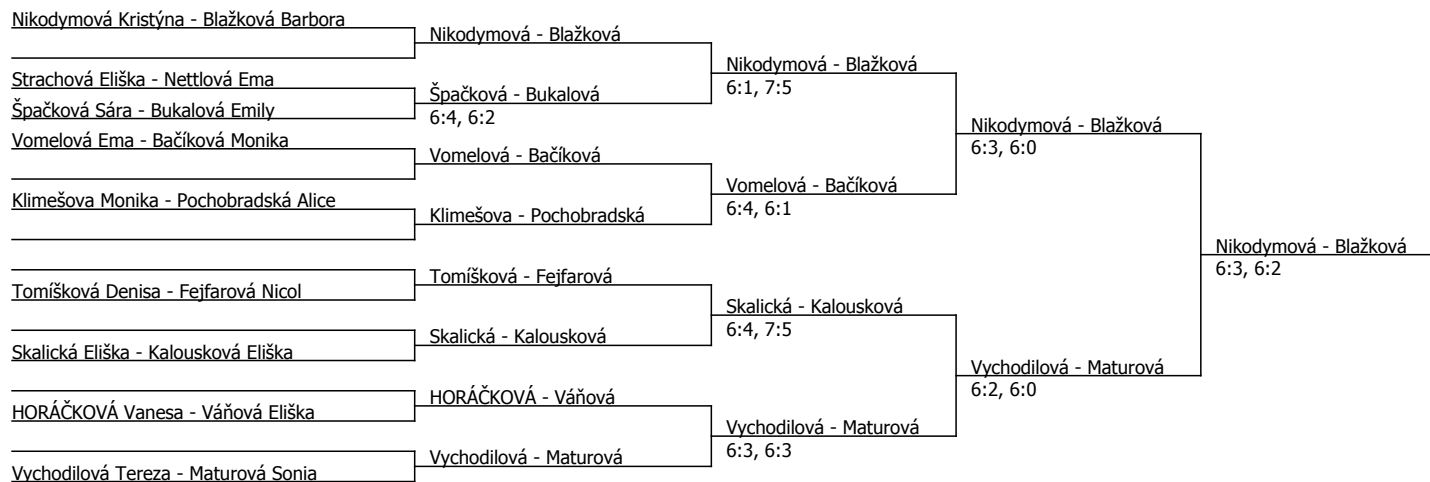 Nikodymová Kristýna - Blažková Barbora
Strachová Eliška - Nettlová Ema
Špačková Sára - Bukalová Emily
Vomelová Ema - Bačíková Monika
Klimešova Monika - Pochobradská Alice
Tomíšková Denisa - Fejfarová Nicol
Skalická Eliška - Kalousková Eliška
HORÁČKOVÁ Vanesa - Váňová Eliška
Vychodilová Tereza - Maturová Sonia
Nikodymová - Blažková
Špačková - Bukalová
6:4, 6:2
Vomelová - Bačíková
Klimešova - Pochobradská
Tomíšková - Fejfarová
Skalická - Kalousková
HORÁČKOVÁ - Váňová
Vychodilová - Maturová
Nikodymová - Blažková
6:1, 7:5
Vomelová - Bačíková
6:4, 6:1
Skalická - Kalousková
6:4, 7:5
Vychodilová - Maturová
6:3, 6:3
Nikodymová - Blažková
6:3, 6:0
Vychodilová - Maturová
6:2, 6:0
Nikodymová - Blažková
6:3, 6:2